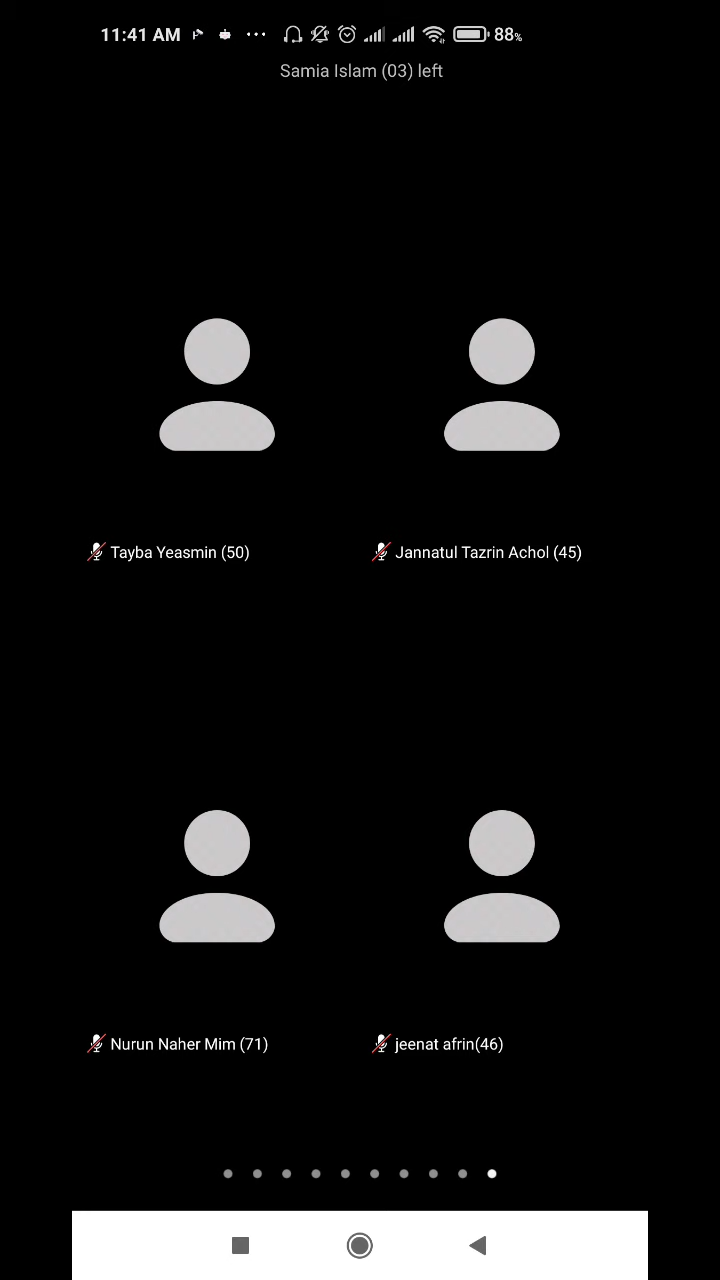 11:41 AM
88%
Samia Islam (03) left
Tayba Yeasmin (50)
Jannatul Tazrin Achol (45)
Nurun Naher Mim (71)
jeenat afrin(46)